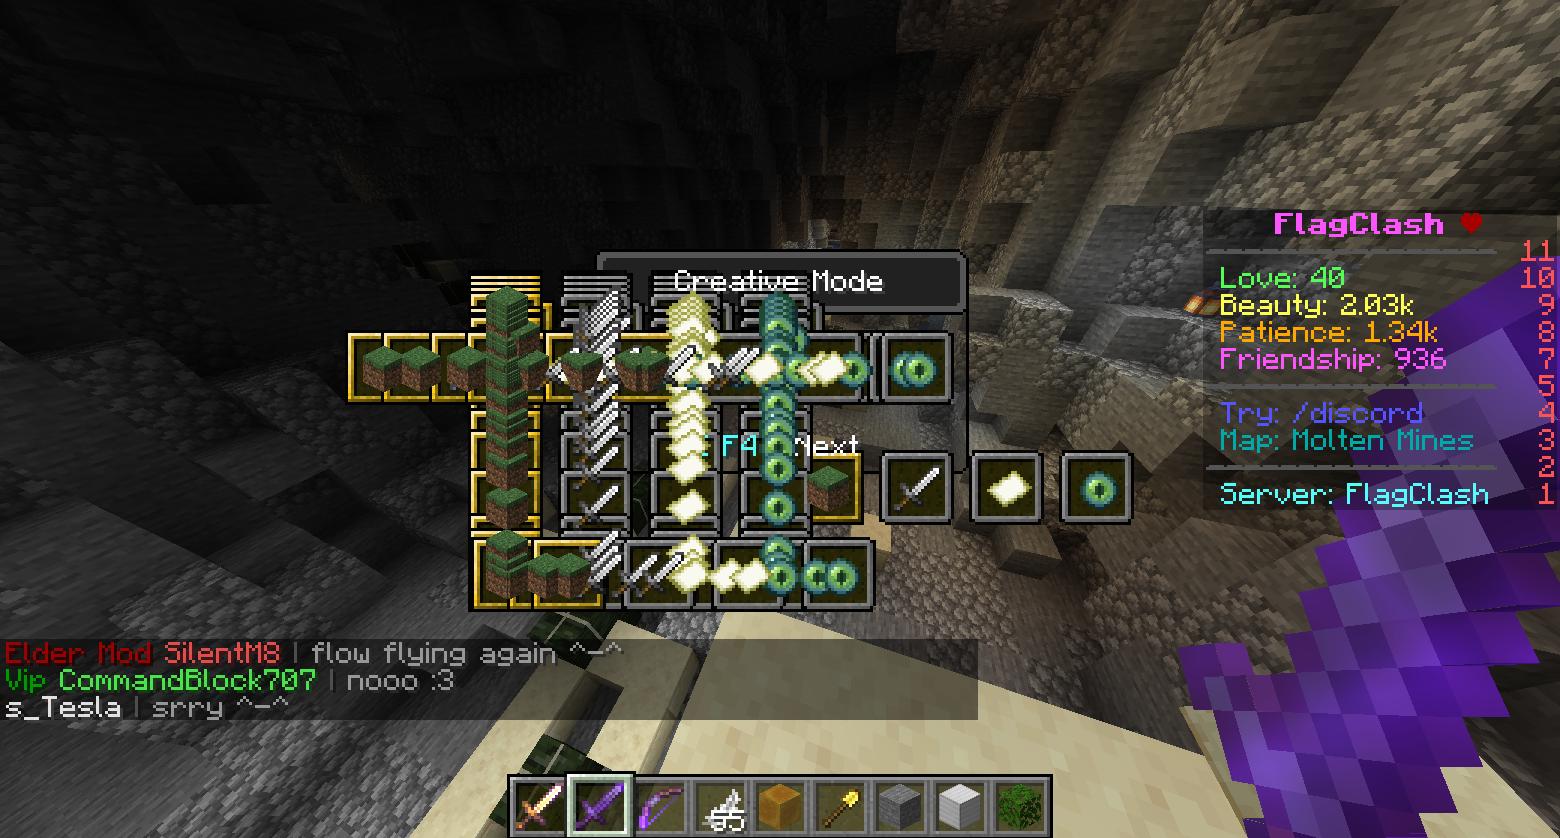 Creative Mode
F4 Next
FlagClash ❤
11
Love: 40 10
Beauty: 2.03k 9
Patience: 1.34k 8
Friendship: 936 7
5
Try: /discord 4
Map: Molten Mines 3
2
Server: FlagClash 1
Elder Mod SilentM8 | flow flying again ^-^
Vip CommandBlock707 | nooo :3
s_Tesla | srry ^-^